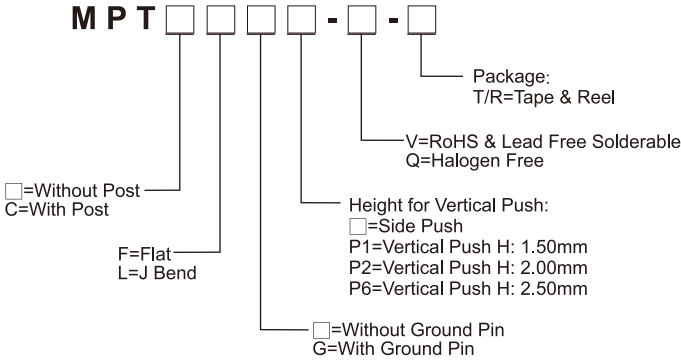 MPT□□□□-□-□
Package:
T/R=Tape & Reel
V=RoHS & Lead Free Solderable
Q=Halogen Free
□=Without Post
C=With Post
Height for Vertical Push:
□=Side Push
P1=Vertical Push H: 1.50mm
P2=Vertical Push H: 2.00mm
P6=Vertical Push H: 2.50mm
F=Flat
L=J Bend
□=Without Ground Pin
G=With Ground Pin